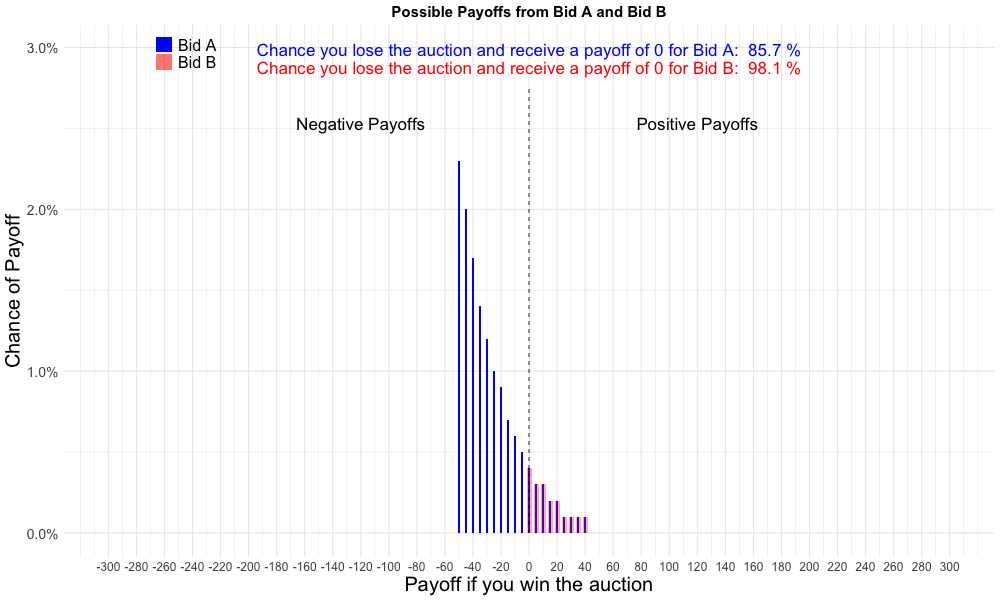 Possible Payoffs from Bid A and Bid B
Bid A
Bid B
Chance you lose the auction and receive a payoff of 0 for Bid A:  85.7 %
Chance you lose the auction and receive a payoff of 0 for Bid B:  98.1 %
Negative Payoffs
Positive Payoffs
Chance of Payoff
3.0%
2.0%
1.0%
0.0%
-300 -280 -260 -240 -220 -200 -180 -160 -140 -120 -100 -80 -60 -40 -20 0 20 40 60 80 100 120 140 160 180 200 220 240 260 280 300
Payoff if you win the auction